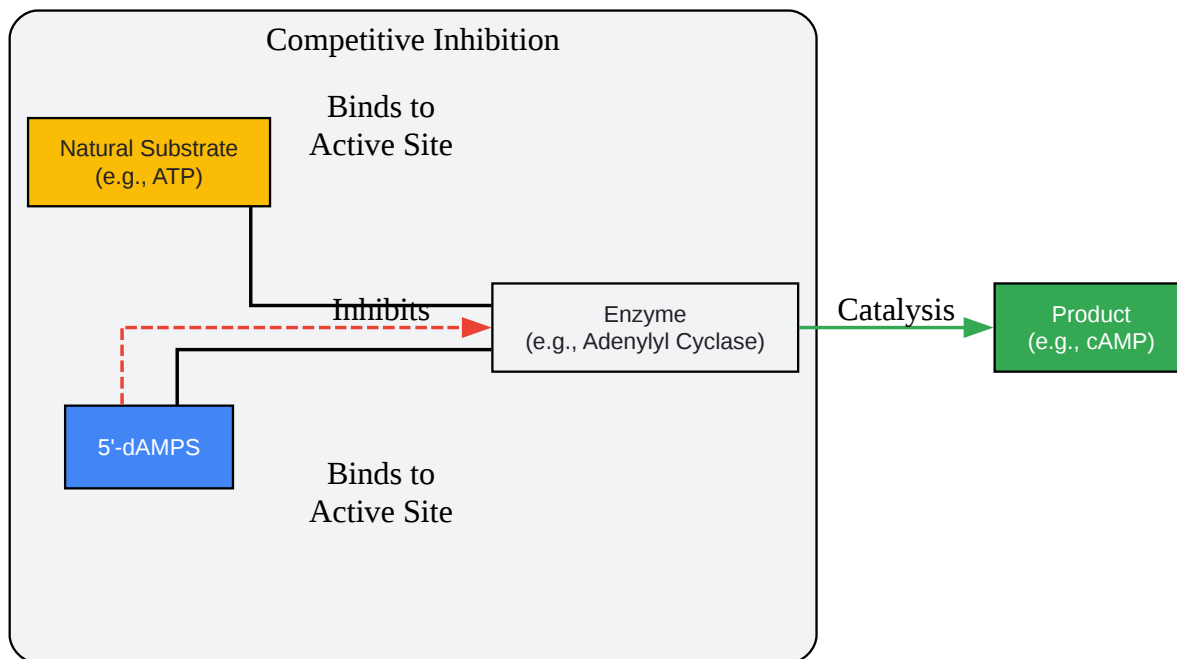 Competitive Inhibition
Binds to
Active Site
Natural Substrate
(e.g., ATP)
Inhibits
Enzyme
(e.g., Adenylyl Cyclase)
Catalysis
Product
(e.g., cAMP)
5'-dAMPS
Binds to
Active Site